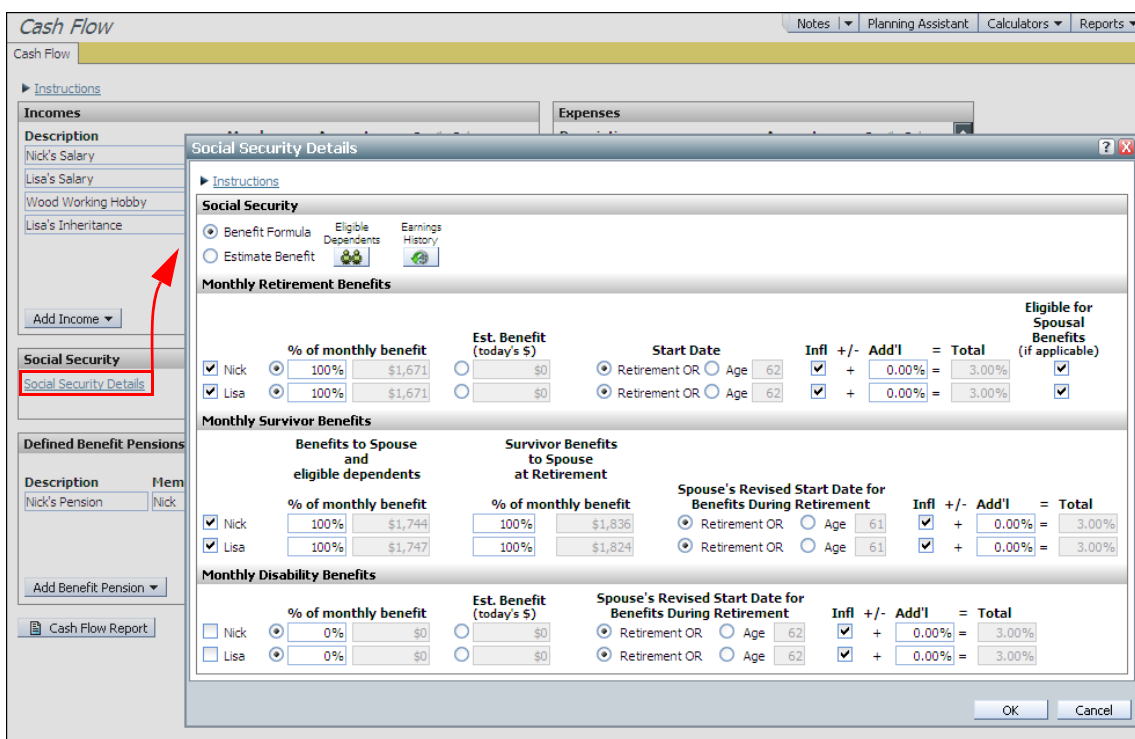 Cash Flow
Notes Planning Assistant Calculators Reports
Cash Flow
Instructions
Incomes
Expenses
Description
Nick's Salary
Lisa's Salary
Wood Working Hobby
Lisa's Inheritance
Add Income
Social Security
Social Security Details
Defined Benefit Pensions
Description Mem
Nick's Pension Nick
Add Benefit Pension
Cash Flow Report
Social Security Details ? X
Instructions
Social Security
Benefit Formula
Estimate Benefit
Eligible
Dependents
Earnings
History
Monthly Retirement Benefits
% of monthly benefit
Est. Benefit
(today's $)
Start Date
Infl +/- Add'l = Total
Eligible for
Spousal
Benefits
(if applicable)
Nick 100% $1,671 $0 Retirement OR Age 62 + 0.00% = 3.00%
Lisa 100% $1,671 $0 Retirement OR Age 62 + 0.00% = 3.00%
Monthly Survivor Benefits
Benefits to Spouse
and
eligible dependents
% of monthly benefit
Survivor Benefits
to Spouse
at Retirement
% of monthly benefit
Spouse's Revised Start Date for
Benefits During Retirement
Infl +/- Add'l = Total
Nick 100% $1,744 100% $1,836 Retirement OR Age 61 + 0.00% = 3.00%
Lisa 100% $1,747 100% $1,824 Retirement OR Age 61 + 0.00% = 3.00%
Monthly Disability Benefits
% of monthly benefit
Est. Benefit
(today's $)
Spouse's Revised Start Date for
Benefits During Retirement
Infl +/- Add'l = Total
Nick 0% $0 $0 Retirement OR Age 62 + 0.00% = 3.00%
Lisa 0% $0 $0 Retirement OR Age 62 + 0.00% = 3.00%
OK Cancel